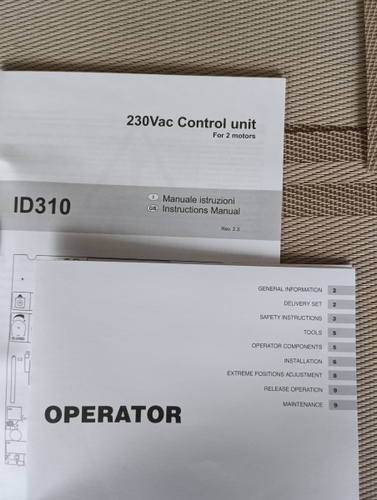 230Vac Control unit
For 2 motors
ID310
I Manuale istruzioni
GB Instructions Manual
Rev. 2.3
GENERAL INFORMATION 2
DELIVERY SET 2
SAFETY INSTRUCTIONS 3
TOOLS 5
OPERATOR COMPONENTS 5
INSTALLATION 6
EXTREME POSITIONS ADJUSTMENT 8
RELEASE OPERATION 9
MAINTENANCE 9
OPERATOR